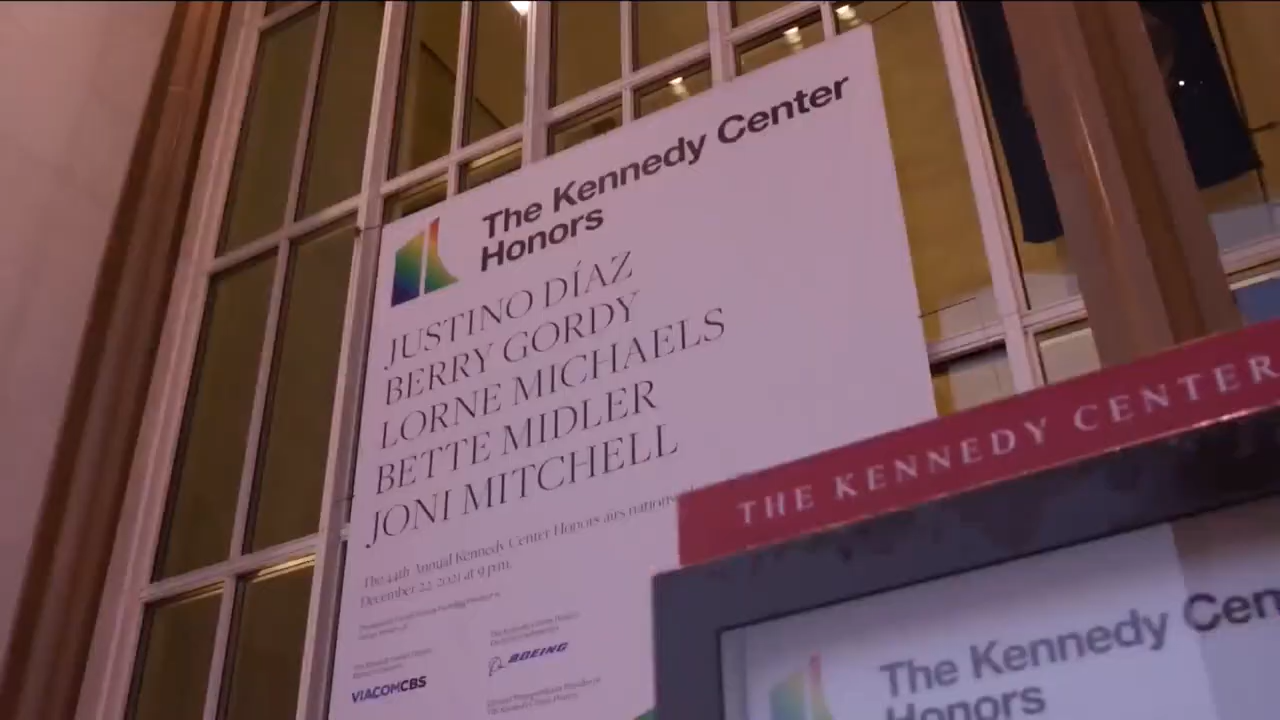 The Kennedy Center
Honors
JUSTINO DÍAZ
BERRY GORDY
LORNE MICHAELS
BETTE MIDLER
JONI MITCHELL
The 44th Annual Kennedy Center Honors airs nations
December 22, 2021 at 9 p.m.
VIACOMCBS
BOEING
THE KENNEDY CENTER
The Kennedy Cen
Honors